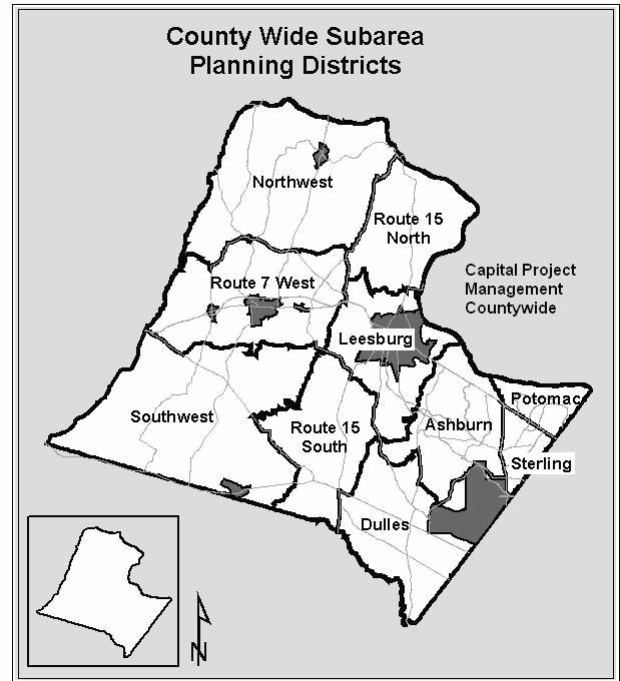 County Wide Subarea
Planning Districts
Northwest
Route 15
North
Capital Project
Management
Countywide
Route 7 West
Leesburg
Potomac
Southwest
Route 15
South
Ashburn
Sterling
Dulles
N